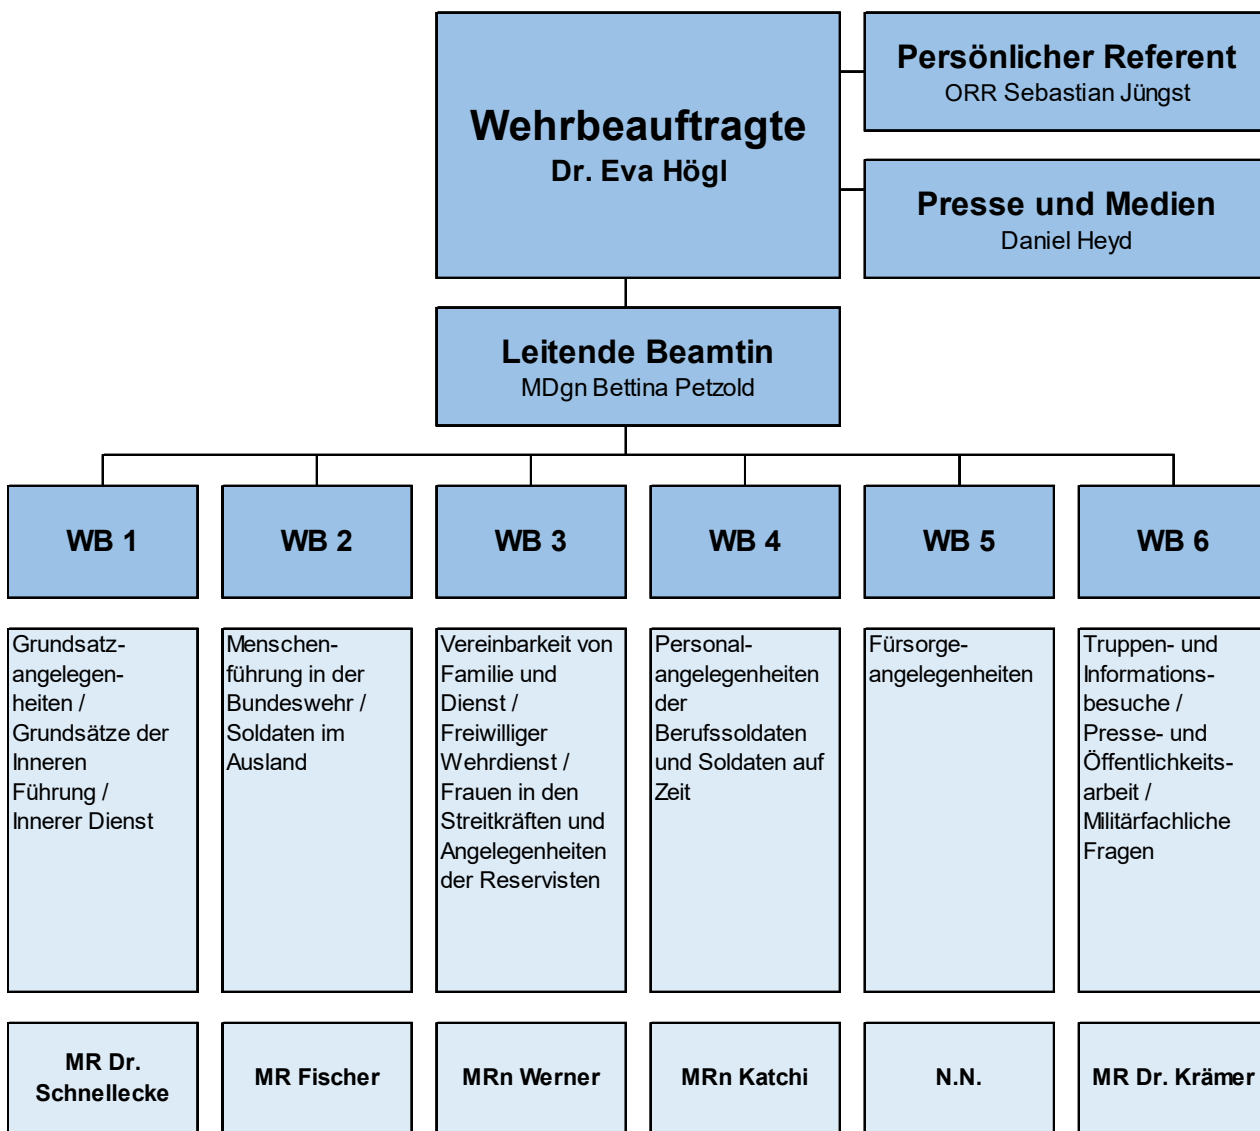 Wehrbeauftragte
Dr. Eva Högl
Persönlicher Referent
ORR Sebastian Jüngst
Presse und Medien
Daniel Heyd
Leitende Beamtin
MDgn Bettina Petzold
WB 1
WB 2
WB 3
WB 4
WB 5
WB 6
Grundsatz-
angelegen-
heiten /
Grundsätze der
Inneren
Führung /
Innerer Dienst
Menschen-
führung in der
Bundeswehr /
Soldaten im
Ausland
Vereinbarkeit von
Familie und
Dienst /
Freiwilliger
Wehrdienst /
Frauen in den
Streitkräften und
Angelegenheiten
der Reservisten
Personal-
angelegenheiten
der
Berufssoldaten
und Soldaten auf
Zeit
Fürsorge-
angelegenheiten
Truppen- und
Informations-
besuche /
Presse- und
Öffentlichkeits-
arbeit /
Militärfachliche
Fragen
MR Dr.
Schnellecke
MR Fischer
MRn Werner
MRn Katchi
N.N.
MR Dr. Krämer